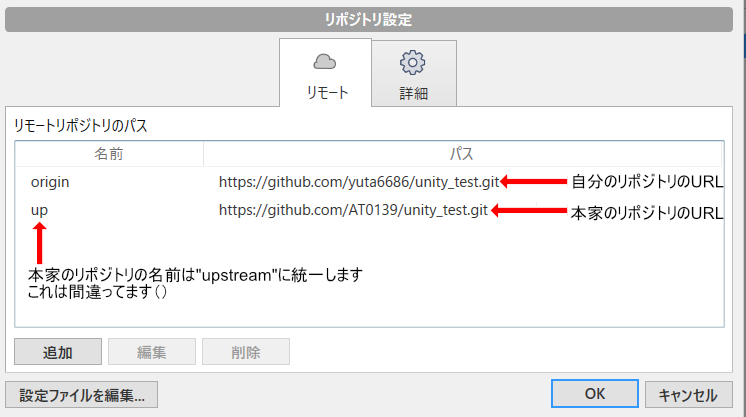 リポジトリ設定
リモート
詳細
リモートリポジトリのパス
名前 パス
origin https://github.com/yuta6686/unity_test.git 自分のリポジトリのURL
up https://github.com/AT0139/unity_test.git 本家のリポジトリのURL
本家のリポジトリの名前は"upstream"に統一します
これは間違ってます()
追加 編集 削除
設定ファイルを編集... OK キャンセル